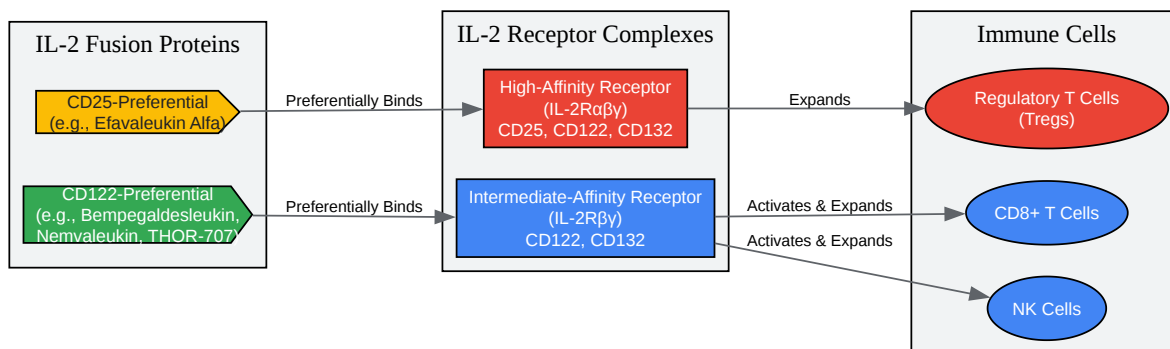 IL-2 Fusion Proteins
CD25-Preferential
(e.g., Efavaleukin Alfa)
CD122-Preferential
(e.g., Bempegaldesleukin,
Nemvaleukin, THOR-707)
Preferentially Binds
Preferentially Binds
IL-2 Receptor Complexes
High-Affinity Receptor
(IL-2Rαβγ)
CD25, CD122, CD132
Intermediate-Affinity Receptor
(IL-2Rβγ)
CD122, CD132
Expands
Activates & Expands
Activates & Expands
Immune Cells
Regulatory T Cells
(Tregs)
CD8+ T Cells
NK Cells